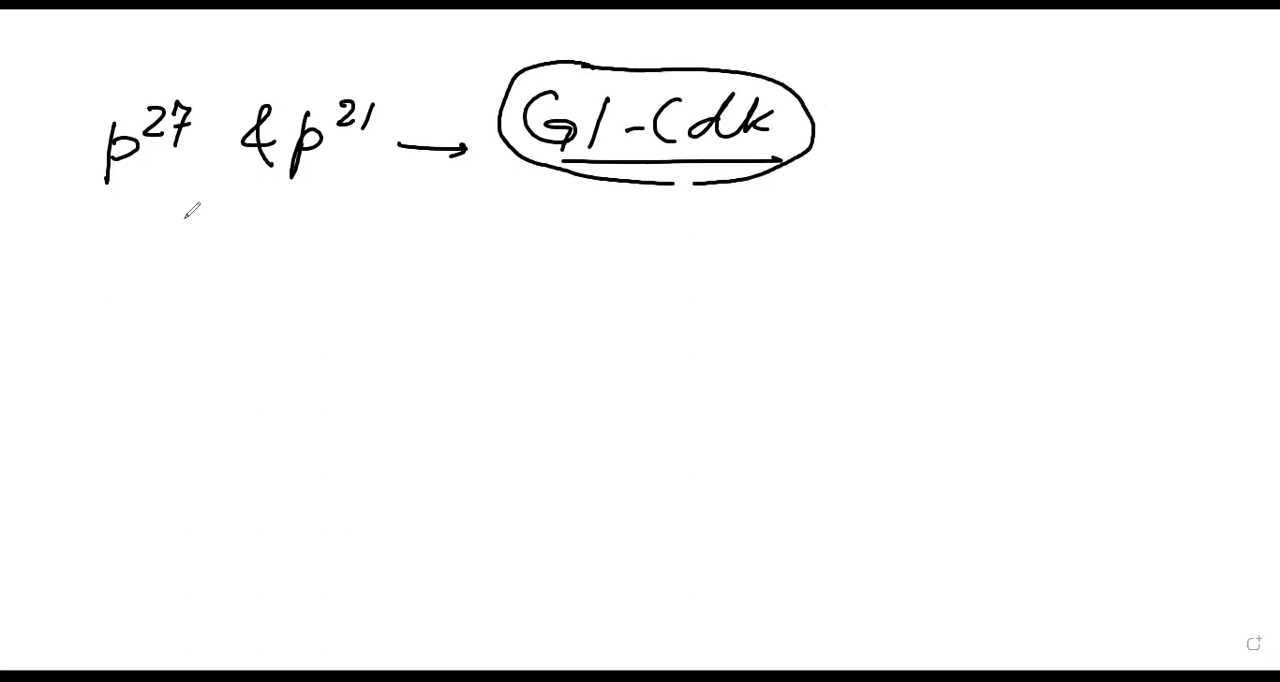 p²⁷ & p²¹ → G1-Cdk